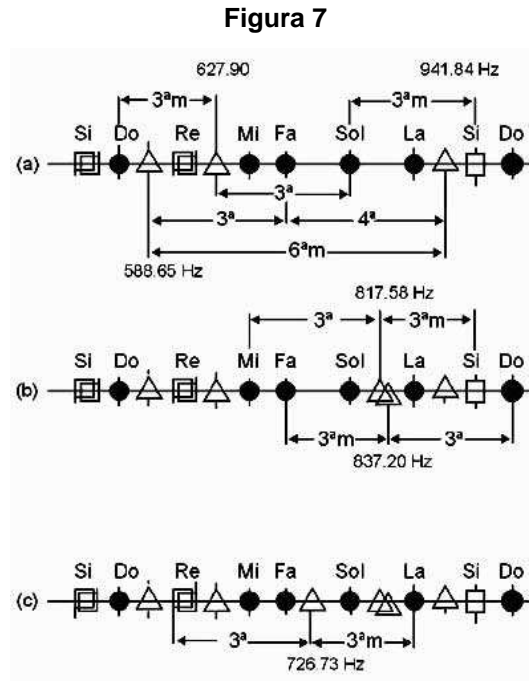 Figura 7
627.90 941.84 Hz
3ªm 3ªm
Si Do Re Mi Fa Sol La Si Do
(a)
3ª
3ª 4ª
6ªm
588.65 Hz
817.58 Hz
3ª 3ªm
Si Do Re Mi Fa Sol La Si Do
(b)
3ªm 3ª
837.20 Hz
Si Do Re Mi Fa Sol La Si Do
(c)
3ª 3ªm
726.73 Hz